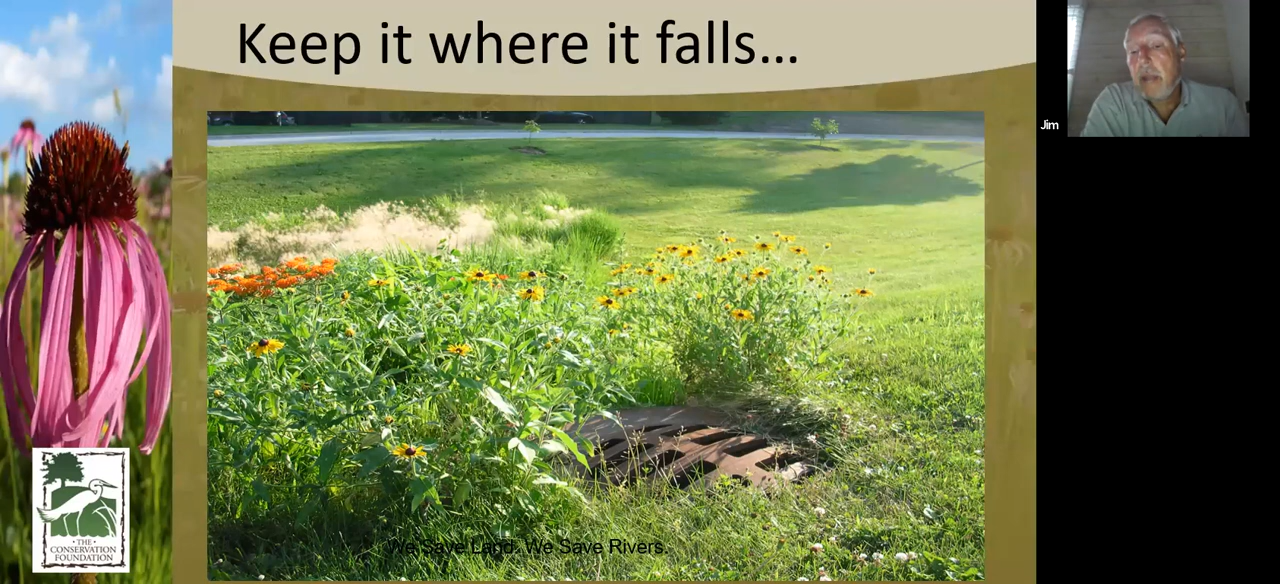 Keep it where it falls...
Jim
We Save Land. We Save Rivers.
• THE •
CONSERVATION
FOUNDATION